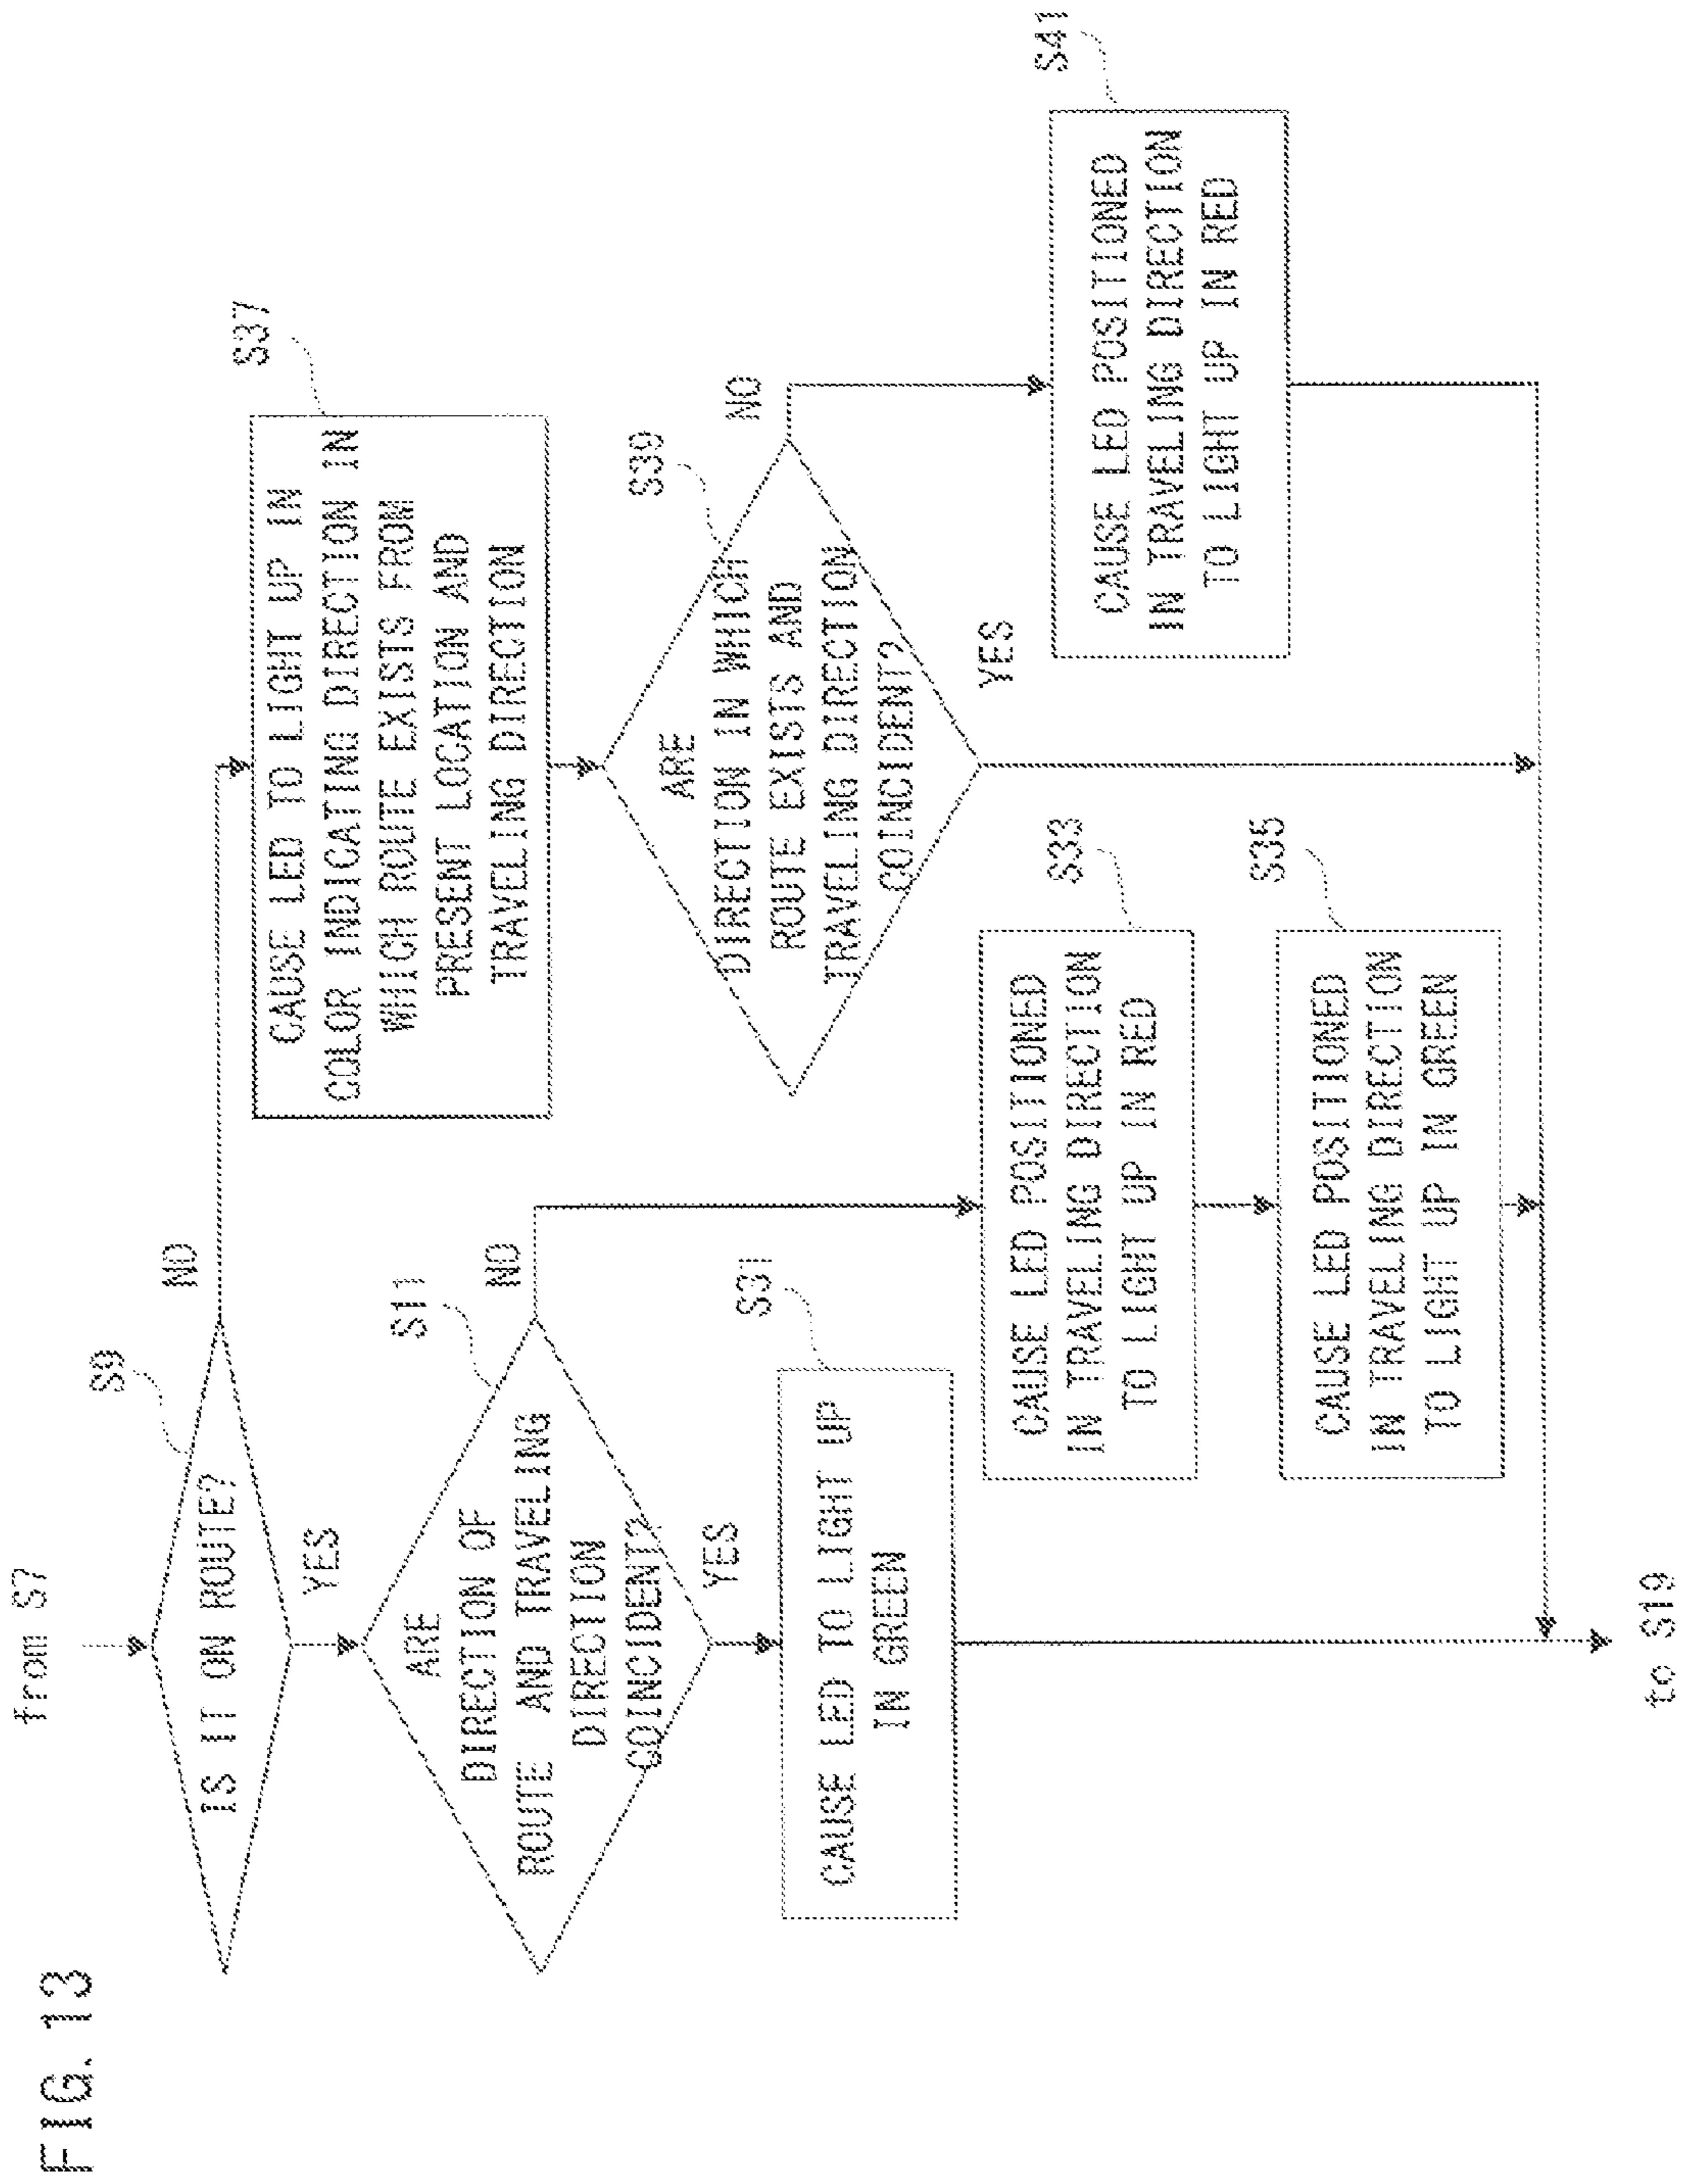 FIG. 13
from S7
S9
IS IT ON ROUTE?
NO
YES
S11
ARE
DIRECTION OF
ROUTE AND TRAVELING
DIRECTION
COINCIDENT?
NO
YES
S31
CAUSE LED TO LIGHT UP
IN GREEN
S33
CAUSE LED POSITIONED
IN TRAVELING DIRECTION
TO LIGHT UP IN RED
S35
CAUSE LED POSITIONED
IN TRAVELING DIRECTION
TO LIGHT UP IN GREEN
S37
CAUSE LED TO LIGHT UP IN
COLOR INDICATING DIRECTION IN
WHICH ROUTE EXISTS FROM
PRESENT LOCATION AND
TRAVELING DIRECTION
S39
ARE
DIRECTION IN WHICH
ROUTE EXISTS AND
TRAVELING DIRECTION
COINCIDENT?
NO
YES
S41
CAUSE LED POSITIONED
IN TRAVELING DIRECTION
TO LIGHT UP IN RED
to S19